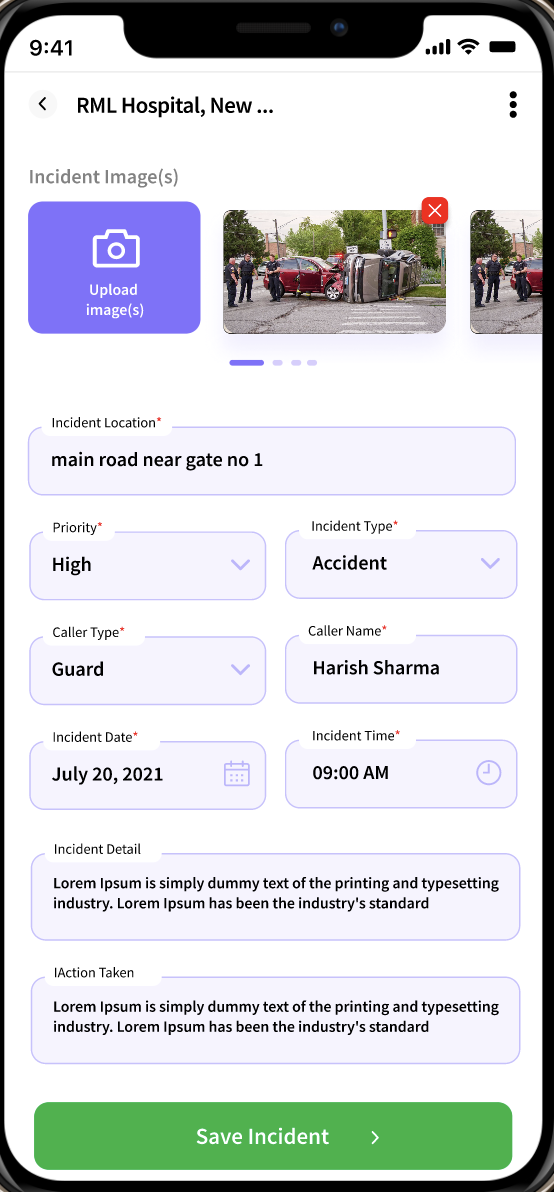 9:41
RML Hospital, New ...
Incident Image(s)
Upload
image(s)
Incident Location*
main road near gate no 1
Priority*
Incident Type*
High
Accident
Caller Type*
Caller Name*
Guard
Harish Sharma
Incident Date*
Incident Time*
July 20, 2021
09:00 AM
Incident Detail
Lorem Ipsum is simply dummy text of the printing and typesetting
industry. Lorem Ipsum has been the industry's standard
IAction Taken
Lorem Ipsum is simply dummy text of the printing and typesetting
industry. Lorem Ipsum has been the industry's standard
Save Incident